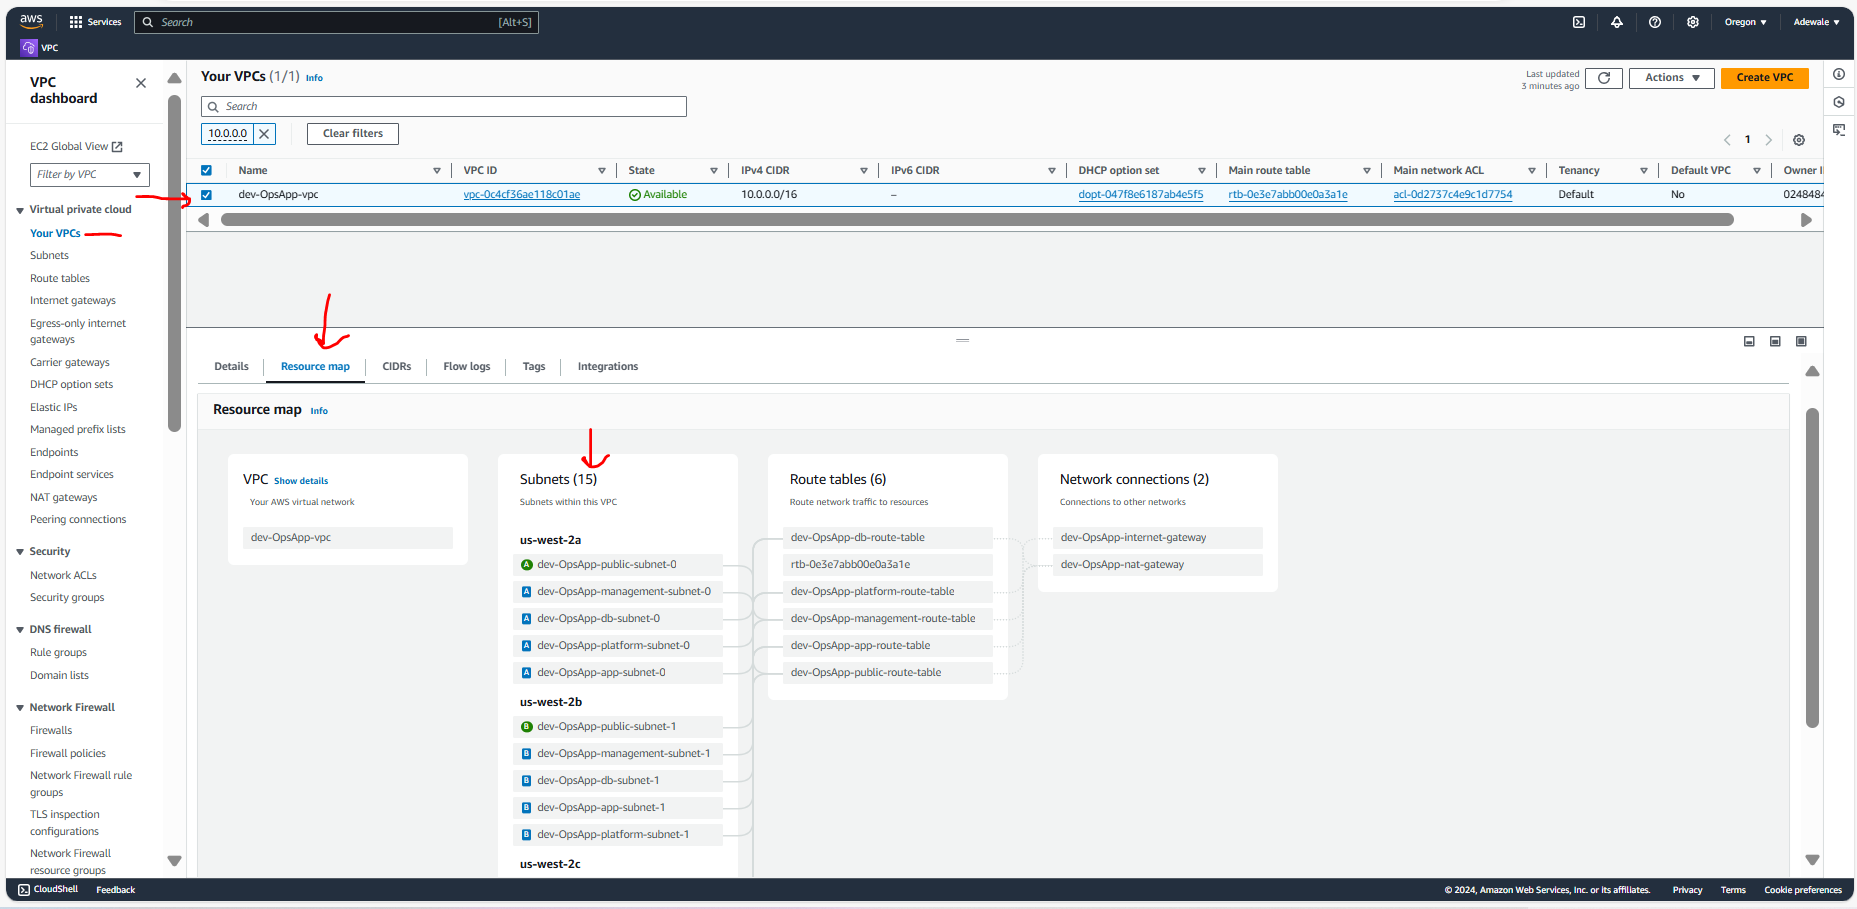 aws
Services
Search
[Alt+S]
Oregon
Adewale
VPC
VPC
dashboard
EC2 Global View
Filter by VPC
Virtual private cloud
Your VPCs
Subnets
Route tables
Internet gateways
Egress-only internet
gateways
Carrier gateways
DHCP option sets
Elastic IPs
Managed prefix lists
Endpoints
Endpoint services
NAT gateways
Peering connections
Security
Network ACLs
Security groups
DNS firewall
Rule groups
Domain lists
Network Firewall
Firewalls
Firewall policies
Network Firewall rule
groups
TLS inspection
configurations
Network Firewall
resource groups
Your VPCs (1/1) Info
Last updated
3 minutes ago
Actions
Create VPC
Search
10.0.0.0
Clear filters
1
Name VPC ID State IPv4 CIDR IPv6 CIDR DHCP option set Main route table Main network ACL Tenancy Default VPC Owner I
dev-OpsApp-vpc vpc-0c4cf36ae118c01ae Available 10.0.0.0/16 – dopt-047f8e6187ab4e5f5 rtb-0e3e7abb00e0a3a1e acl-0d2737c4e9c1d7754 Default No 0248484
Details Resource map CIDRs Flow logs Tags Integrations
Resource map Info
VPC Show details
Your AWS virtual network
dev-OpsApp-vpc
Subnets (15)
Subnets within this VPC
us-west-2a
A dev-OpsApp-public-subnet-0
A dev-OpsApp-management-subnet-0
A dev-OpsApp-db-subnet-0
A dev-OpsApp-platform-subnet-0
A dev-OpsApp-app-subnet-0
us-west-2b
B dev-OpsApp-public-subnet-1
B dev-OpsApp-management-subnet-1
B dev-OpsApp-db-subnet-1
B dev-OpsApp-app-subnet-1
B dev-OpsApp-platform-subnet-1
us-west-2c
Route tables (6)
Route network traffic to resources
dev-OpsApp-db-route-table
rtb-0e3e7abb00e0a3a1e
dev-OpsApp-platform-route-table
dev-OpsApp-management-route-table
dev-OpsApp-app-route-table
dev-OpsApp-public-route-table
Network connections (2)
Connections to other networks
dev-OpsApp-internet-gateway
dev-OpsApp-nat-gateway
CloudShell
Feedback
© 2024, Amazon Web Services, Inc. or its affiliates.
Privacy
Terms
Cookie preferences